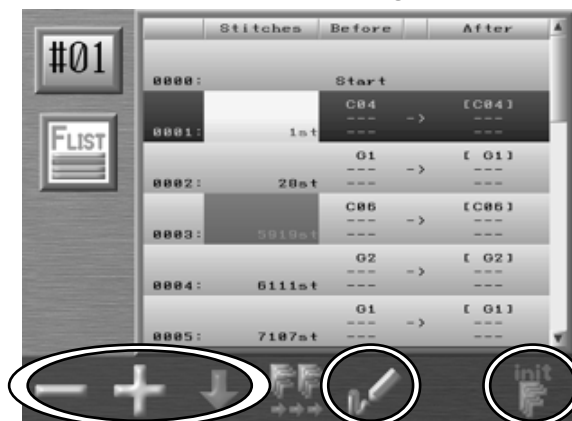 #01
FLIST
Stitches Before After
0000: Start
C04 [C04]
--- -> ---
0001: 1st --- ---
G1 [ G1]
--- -> ---
0002: 28st --- ---
C06 [C06]
--- -> ---
0003: 5919st --- ---
G2 [ G2]
--- -> ---
0004: 6111st --- ---
G1 [ G1]
--- -> ---
0005: 7107st --- ---
init